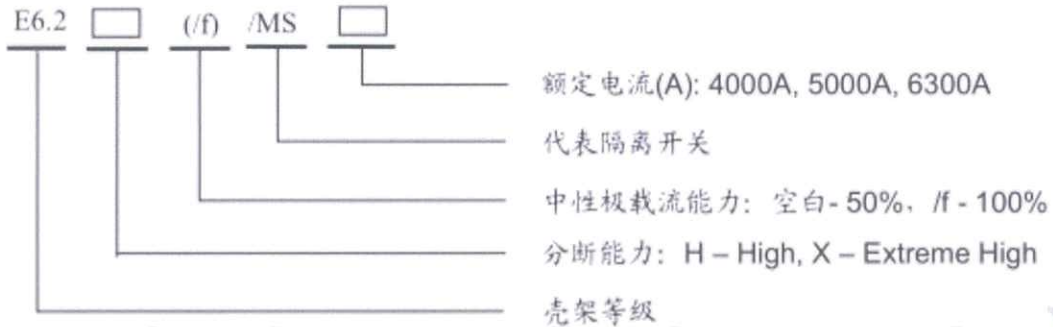 E6.2 □ (/f) /MS □
额定电流(A): 4000A, 5000A, 6300A
代表隔离开关
中性极载流能力：空白- 50%、/f - 100%
分断能力：H – High, X – Extreme High
壳架等级